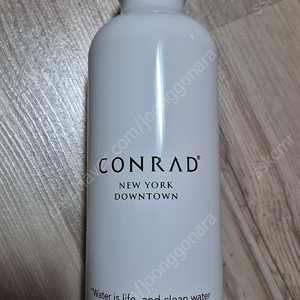 CONRAD®
NEW YORK
DOWNTOWN
"Water is life, and clean water